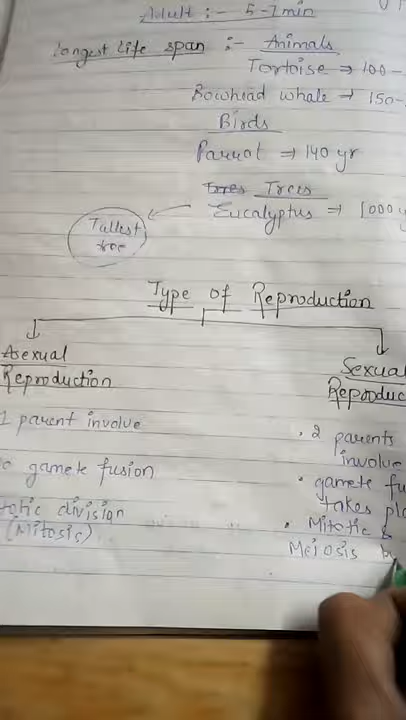 Adult :- 5-7 min
Longest Life span :- Animals
Tortoise → 100-
Bowhead whale → 150-
Birds
Parrot → 140 yr
Trees
Eucalyptus → 1000 y
Tallest
tree
Type of Reproduction
Asexual
Reproduction
1 parent involve
o gamete fusion
totic division
(Mitosis)
Sexual
Reproduc
• 2 parents
involve
• gamete fu
takes pla
• Mitotic &
Meiosis